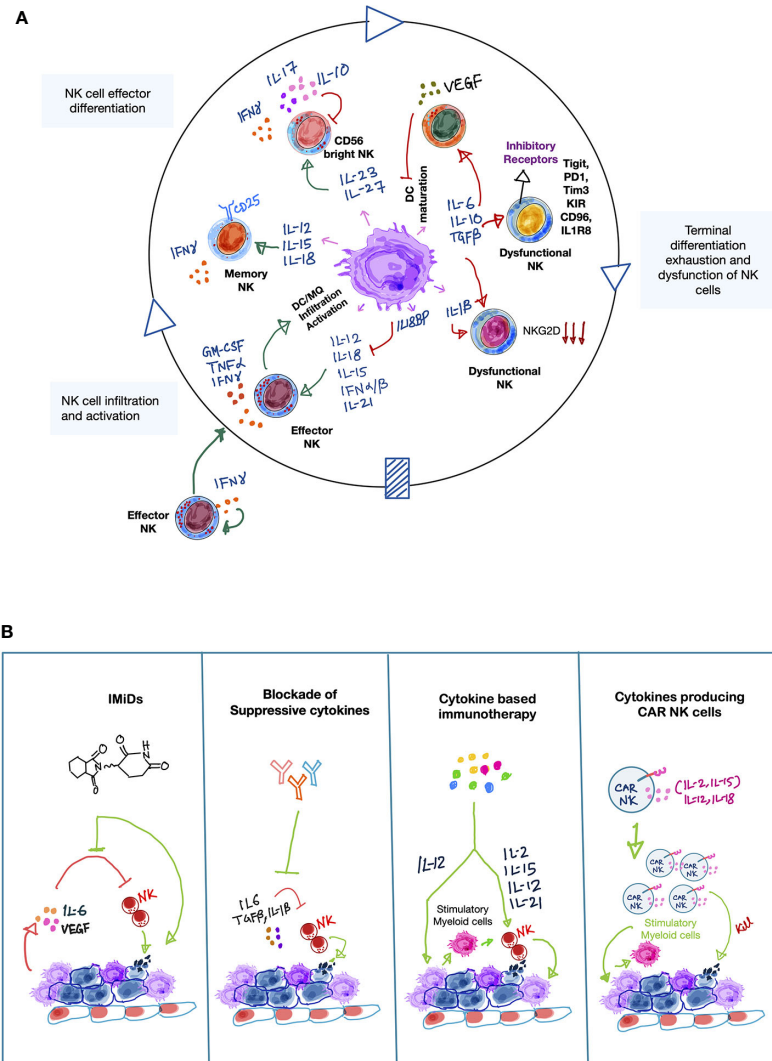 A
NK cell effector
differentiation
IL-17
IL-10
IFNγ
CD56
bright NK
IL-23
IL-27
VEGF
DC
maturation
Inhibitory
Receptors
Tigit,
PD1,
Tim3
KIR
CD96,
IL1R8
IL-6
IL-10
TGFβ
Dysfunctional
NK
CD25
IFNγ
Memory
NK
IL-12
IL-15
IL-18
Terminal
differentiation
exhaustion and
dysfunction of NK
cells
DC/MQ
Infiltration
Activation
IL18BP
IL-1β
NKG2D
Dysfunctional
NK
GM-CSF
TNFα
IFNγ
IL-12
IL-18
IL-15
IFNα/β
IL-21
Effector
NK
NK cell infiltration
and activation
IFNγ
Effector
NK
B
IMiDs
O
N
O
O
H
N
O
IL-6
VEGF
NK
Blockade of
Suppressive cytokines
IL6
TGFβ, IL-1β
NK
Cytokine based
immunotherapy
IL-12
IL-2
IL-15
IL-12
IL-21
Stimulatory
Myeloid cells
NK
Cytokines producing
CAR NK cells
CAR
NK
(IL-2, IL-15)
IL-12, IL-18
CAR
NK
CAR
NK
CAR
NK
CAR
NK
Stimulatory
Myeloid cells
Kill